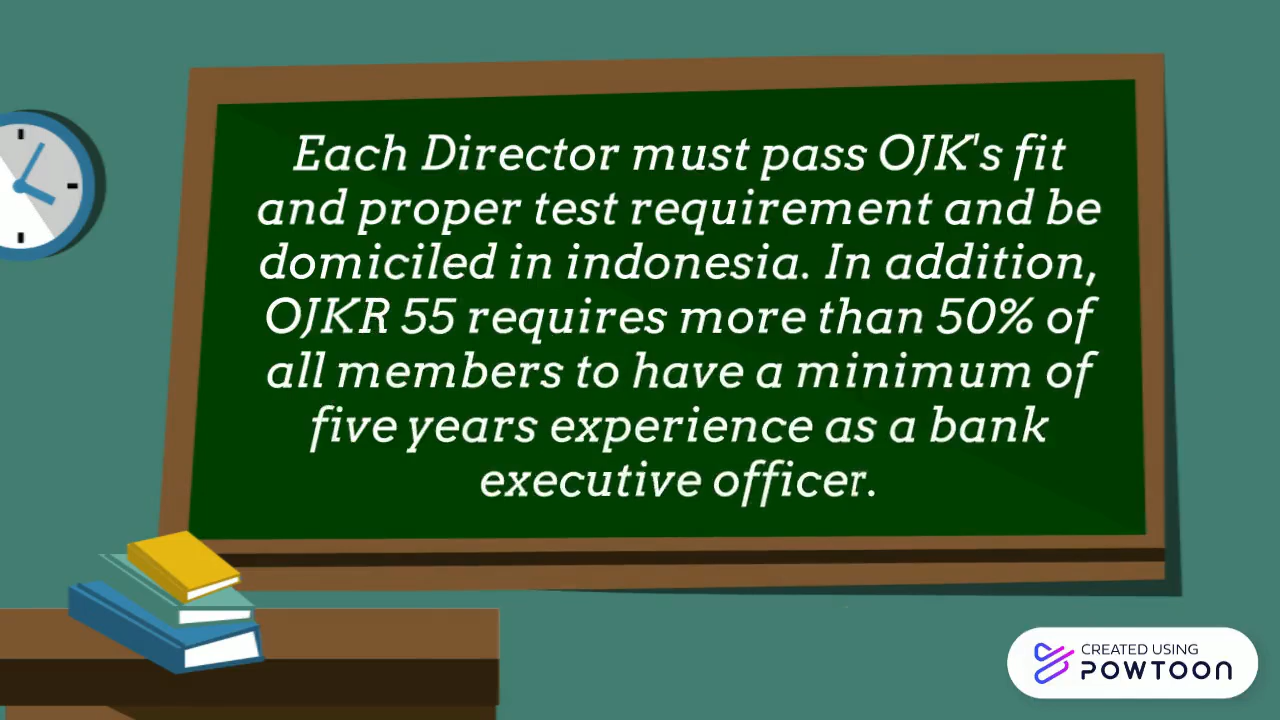 Each Director must pass OJK's fit
and proper test requirement and be
domiciled in indonesia. In addition,
OJKR 55 requires more than 50% of
all members to have a minimum of
five years experience as a bank
executive officer.
CREATED USING
POWTOON